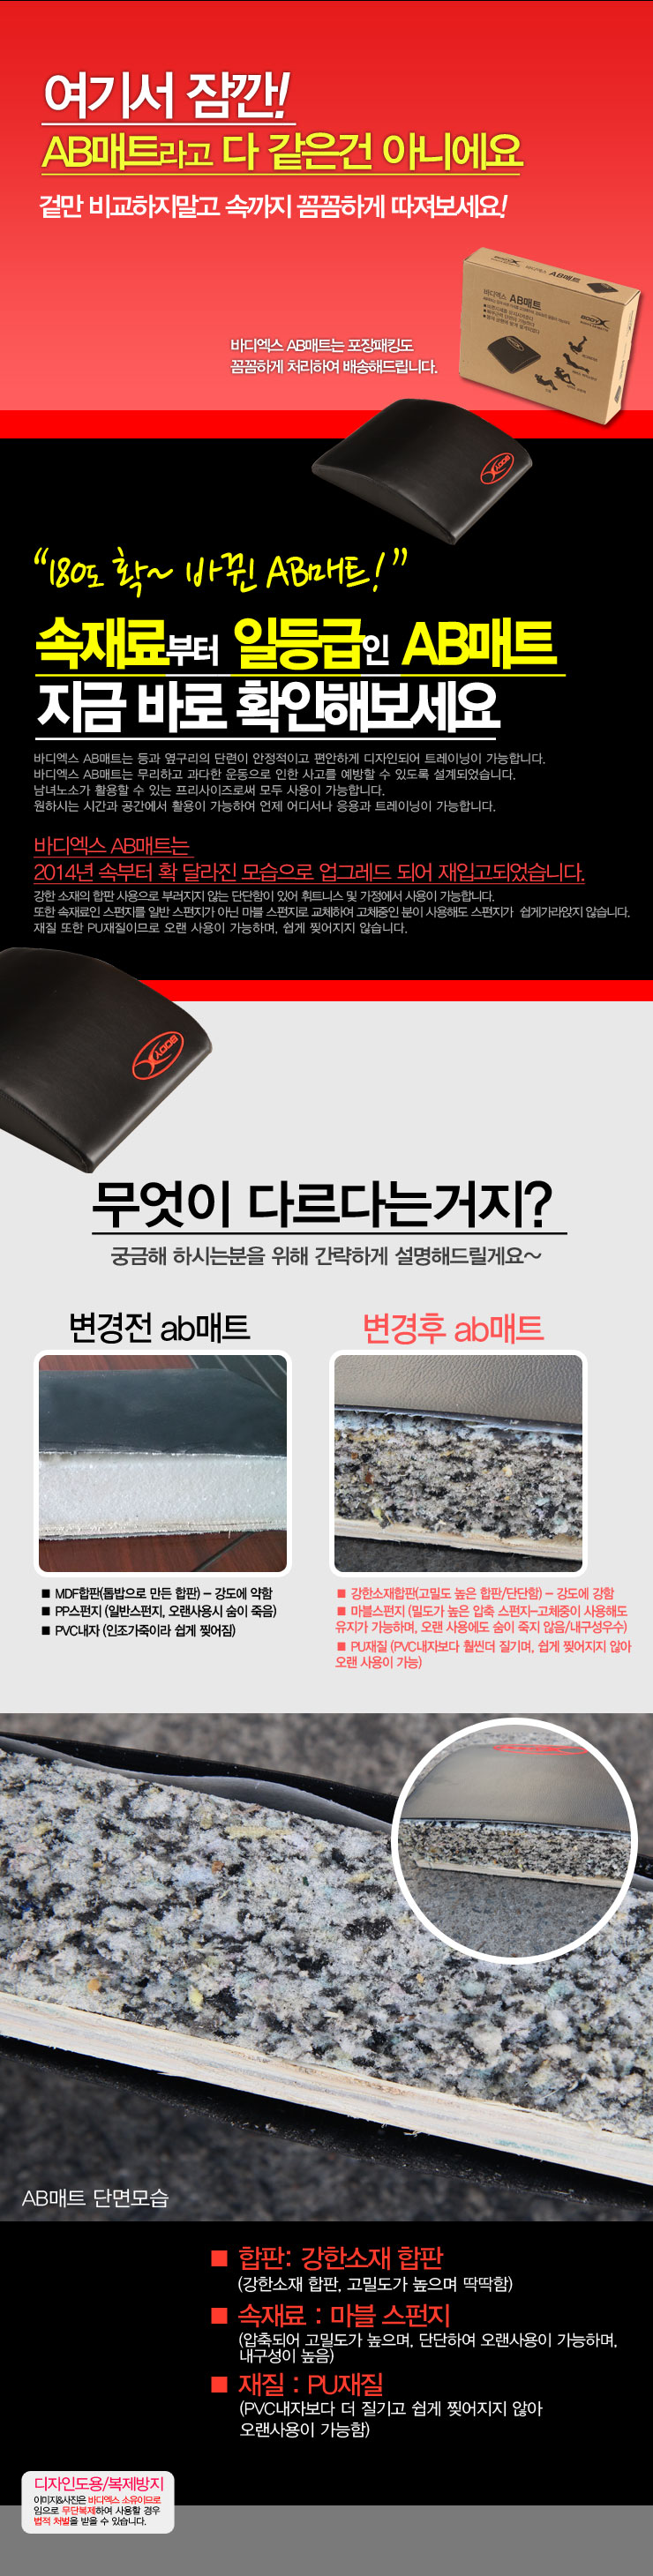 여기서 잠깐!
AB매트라고 다 같은건 아니에요
겉만 비교하지말고 속까지 꼼꼼하게 따져보세요!
바디엑스 AB매트
바디엑스 AB매트
BODY X
바디엑스 AB매트는 포장패킹도
꼼꼼하게 처리하여 배송해드립니다.
BODY X
“180도 확~ 바뀐 AB매트!”
속재료부터 일등급인 AB매트
지금 바로 확인해보세요
바디엑스 AB매트는 등과 옆구리의 단련이 안정적이고 편안하게 디자인되어 트레이닝이 가능합니다.
바디엑스 AB매트는 무리하고 과다한 운동으로 인한 사고를 예방할 수 있도록 설계되었습니다.
남녀노소가 활용할 수 있는 프리사이즈로써 모두 사용이 가능합니다.
원하시는 시간과 공간에서 활용이 가능하여 언제 어디서나 응용과 트레이닝이 가능합니다.
바디엑스 AB매트는
2014년 속부터 확 달라진 모습으로 업그레드 되어 재입고되었습니다.
강한 소재의 합판 사용으로 부러지지 않는 단단함이 있어 휘트니스 및 가정에서 사용이 가능합니다.
또한 속재료인 스펀지를 일반 스펀지가 아닌 마블 스펀지로 교체하여 고체중인 분이 사용해도 스펀지가 쉽게가라앉지 않습니다.
재질 또한 PU재질이므로 오랜 사용이 가능하며, 쉽게 찢어지지 않습니다.
BODY X
무엇이 다르다는거지?
궁금해 하시는분을 위해 간략하게 설명해드릴게요~
변경전 ab매트
변경후 ab매트
■ MDF합판(톱밥으로 만든 합판) - 강도에 약함
■ PP스펀지 (일반스펀지, 오랜사용시 숨이 죽음)
■ PVC내자 (인조가죽이라 쉽게 찢어짐)
■ 강한소재합판(고밀도 높은 합판/단단함) - 강도에 강함
■ 마블스펀지 (밀도가 높은 압축 스펀지-고체중이 사용해도
유지가 가능하며, 오랜 사용에도 숨이 죽지 않음/내구성우수)
■ PU재질 (PVC내자보다 훨씬더 질기며, 쉽게 찢어지지 않아
오랜 사용이 가능)
AB매트 단면모습
■ 합판: 강한소재 합판
(강한소재 합판, 고밀도가 높으며 딱딱함)
■ 속재료 : 마블 스펀지
(압축되어 고밀도가 높으며, 단단하여 오랜사용이 가능하며,
내구성이 높음)
■ 재질 : PU재질
(PVC내자보다 더 질기고 쉽게 찢어지지 않아
오랜사용이 가능함)
디자인도용/복제방지
이미지&사진은 바디엑스 소유이므로
임으로 무단복제하여 사용할 경우
법적 처벌을 받을 수 있습니다.